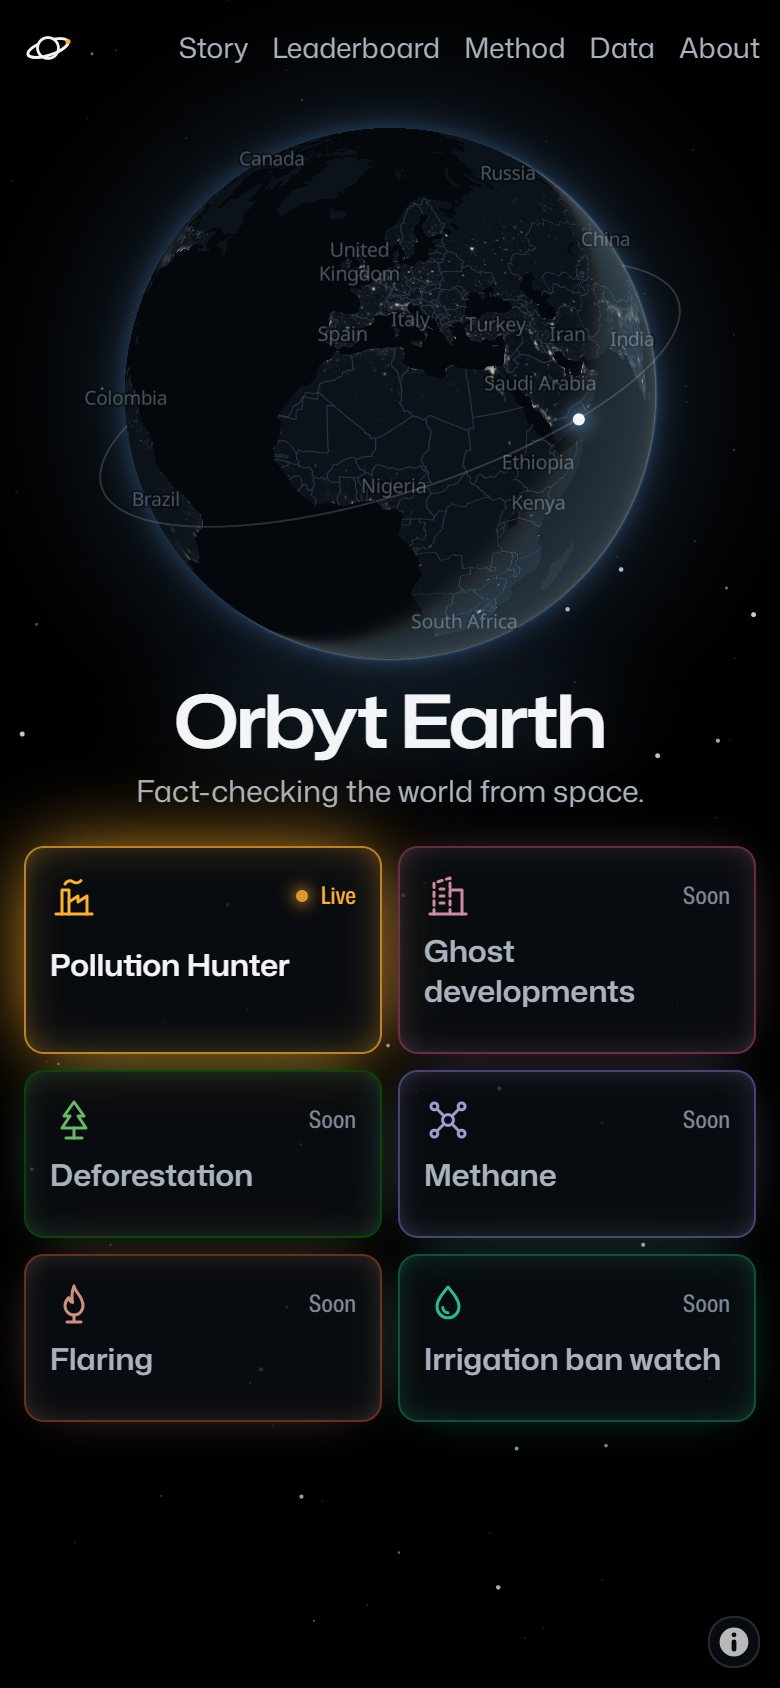 Story Leaderboard Method Data About
Canada
Russia
China
United
Kingdom
Italy
Turkey
Spain
Iran
India
Saudi Arabia
Colombia
Ethiopia
Nigeria
Brazil
Kenya
South Africa
Orbyt Earth
Fact-checking the world from space.
Live
Pollution Hunter
Soon
Ghost
developments
Soon
Deforestation
Soon
Methane
Soon
Flaring
Soon
Irrigation ban watch